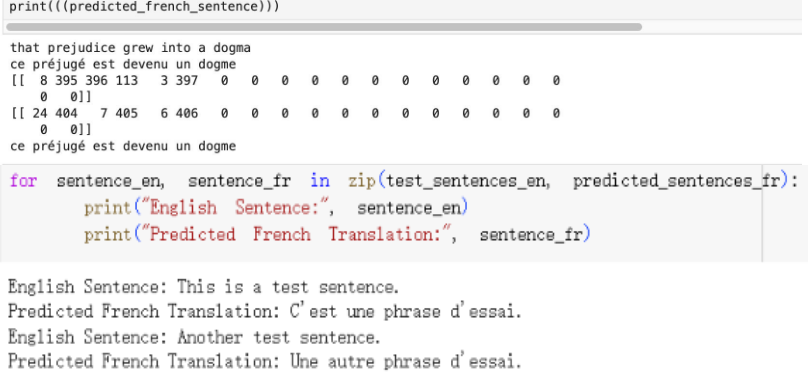 print(((predicted_french_sentence)))
that prejudice grew into a dogma
ce préjugé est devenu un dogme
[[  8 395 396 113   3 397   0   0   0   0   0   0   0   0   0   0   0   0
    0   0]]
[[ 24 404   7 405   6 406   0   0   0   0   0   0   0   0   0   0   0   0
    0   0]]
ce préjugé est devenu un dogme
for sentence_en, sentence_fr in zip(test_sentences_en, predicted_sentences_fr):
print("English Sentence:", sentence_en)
print("Predicted French Translation:", sentence_fr)
English Sentence: This is a test sentence.
Predicted French Translation: C'est une phrase d'essai.
English Sentence: Another test sentence.
Predicted French Translation: Une autre phrase d'essai.